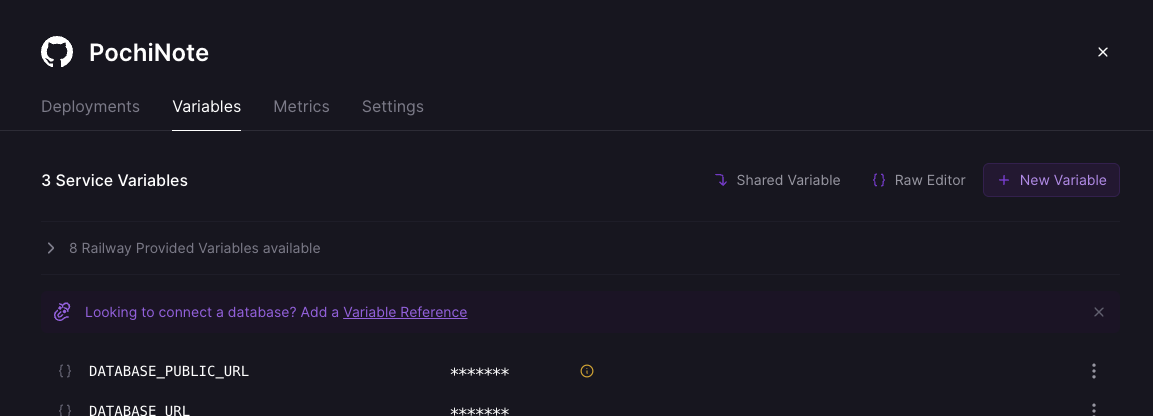 PochiNote
Deployments Variables Metrics Settings
3 Service Variables Shared Variable {} Raw Editor + New Variable
8 Railway Provided Variables available
Looking to connect a database? Add a Variable Reference
{} DATABASE_PUBLIC_URL *******
{} DATABASE_URL *******